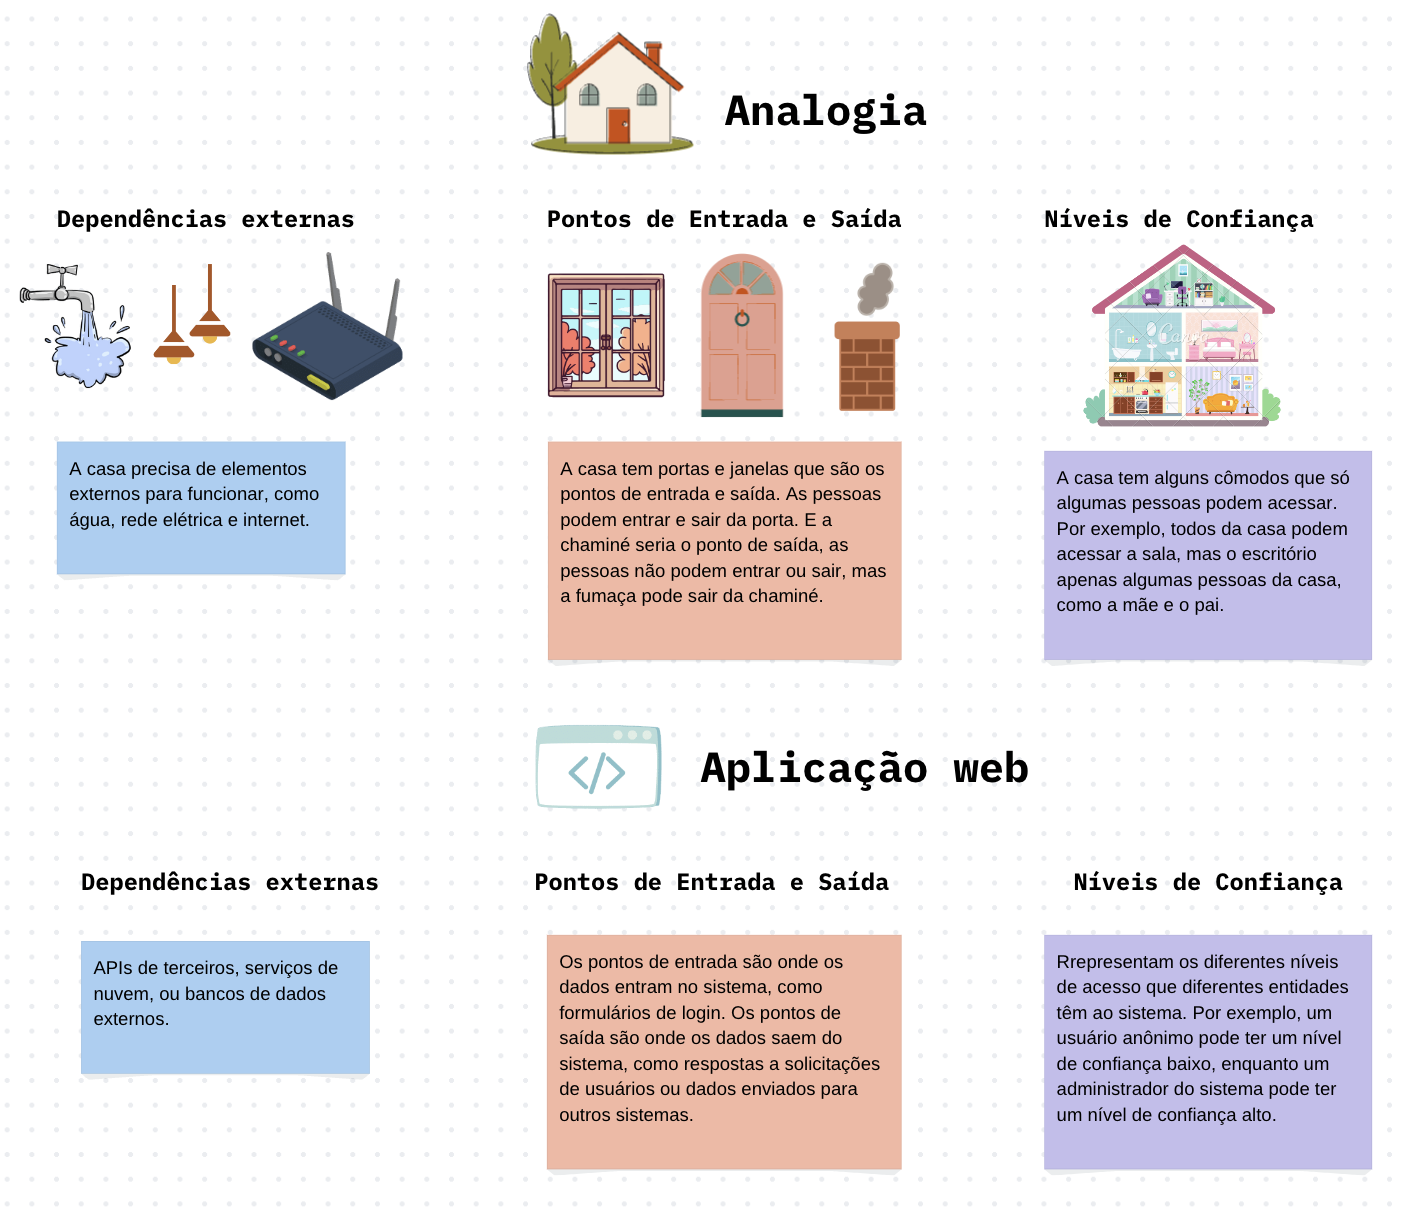 Analogia
Dependências externas
Pontos de Entrada e Saída
Níveis de Confiança
A casa precisa de elementos
externos para funcionar, como
água, rede elétrica e internet.
A casa tem portas e janelas que são os
pontos de entrada e saída. As pessoas
podem entrar e sair da porta. E a
chaminé seria o ponto de saída, as
pessoas não podem entrar ou sair, mas
a fumaça pode sair da chaminé.
A casa tem alguns cômodos que só
algumas pessoas podem acessar.
Por exemplo, todos da casa podem
acessar a sala, mas o escritório
apenas algumas pessoas da casa,
como a mãe e o pai.
</> Aplicação web
Dependências externas
Pontos de Entrada e Saída
Níveis de Confiança
APIs de terceiros, serviços de
nuvem, ou bancos de dados
externos.
Os pontos de entrada são onde os
dados entram no sistema, como
formulários de login. Os pontos de
saída são onde os dados saem do
sistema, como respostas a solicitações
de usuários ou dados enviados para
outros sistemas.
Rrepresentam os diferentes níveis
de acesso que diferentes entidades
têm ao sistema. Por exemplo, um
usuário anônimo pode ter um nível
de confiança baixo, enquanto um
administrador do sistema pode ter
um nível de confiança alto.